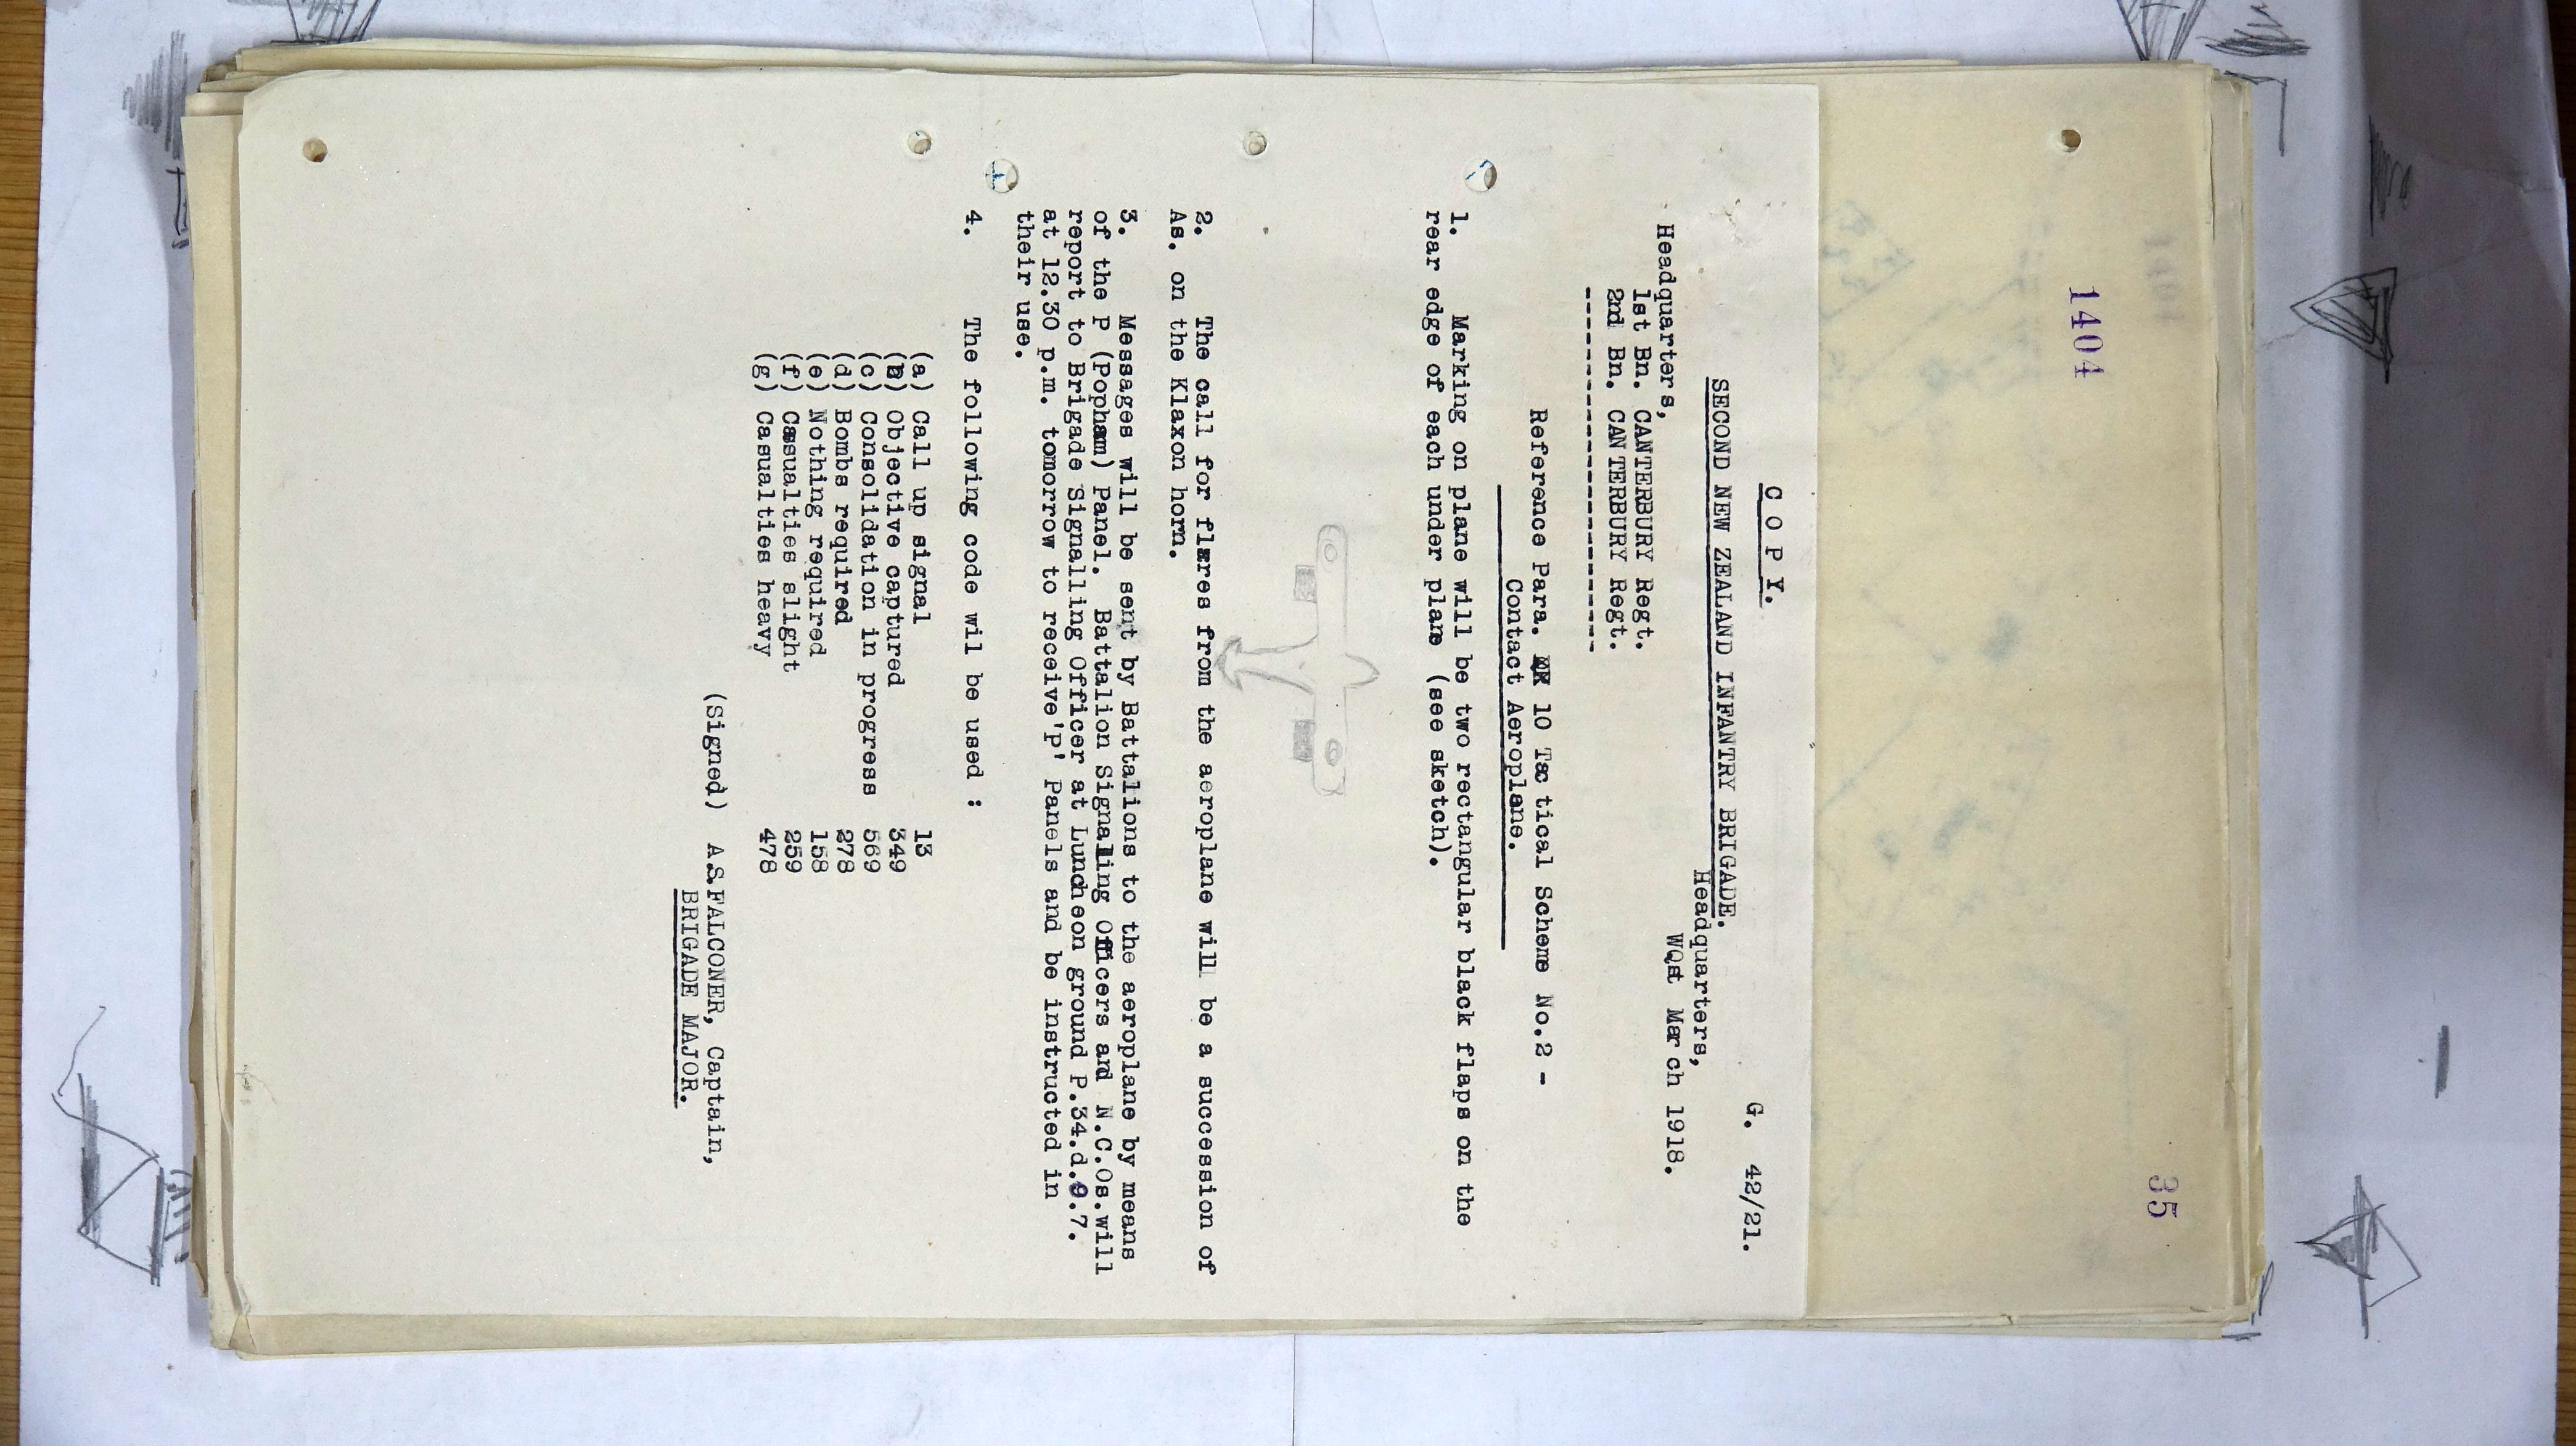 1404
35
C O P Y.
G. 42/21.
SECOND NEW ZEALAND INFANTRY BRIGADE.
Headquarters,
March 1918.
Headquarters,
1st Bn. CANTERBURY Regt.
2nd Bn. CANTERBURY Regt.
----------------------------
Reference Para. 10 Tactical Scheme No.2 -
Contact Aeroplane.
1. Marking on plane will be two rectangular black flaps on the
rear edge of each under plane (see sketch).
2. The call for flares from the aeroplane will be a succession of
As. on the Klaxon horn.
3. Messages will be sent by Battalions to the aeroplane by means
of the P (Popham) Panel. Battalion Signalling Officers and N.C.Os.will
report to Brigade Signalling Officer at Luncheon ground P.34.d.9.7.
at 12.30 p.m. tomorrow to receive'P' Panels and be instructed in
their use.
4. The following code wil be used :
(a) Call up signal 13
(b) Objective captured 349
(c) Consolidation in progress 569
(d) Bombs required 278
(e) Nothing required 158
(f) Casualties slight 259
(g) Casualties heavy 478
(Signed) A.S.FALCONER, Captain,
BRIGADE MAJOR.